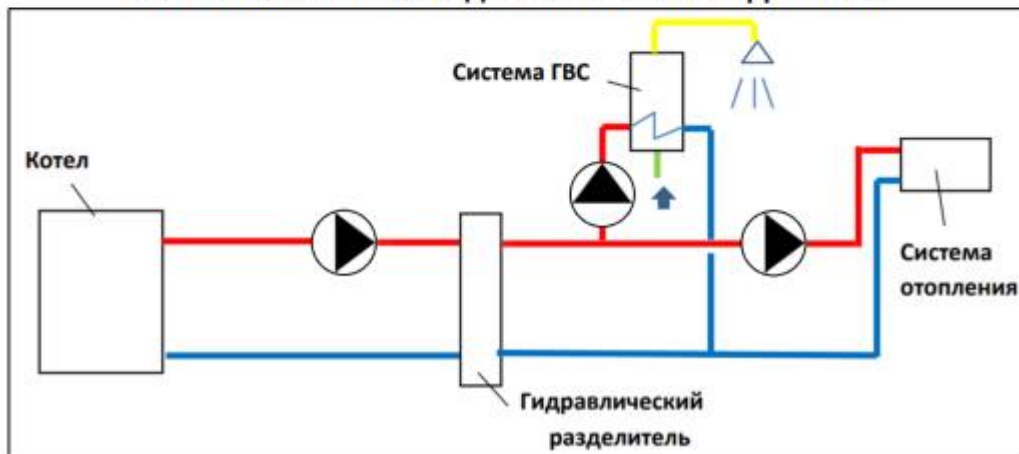 Система ГВС
Котел
Система
отопления
Гидравлический
разделитель